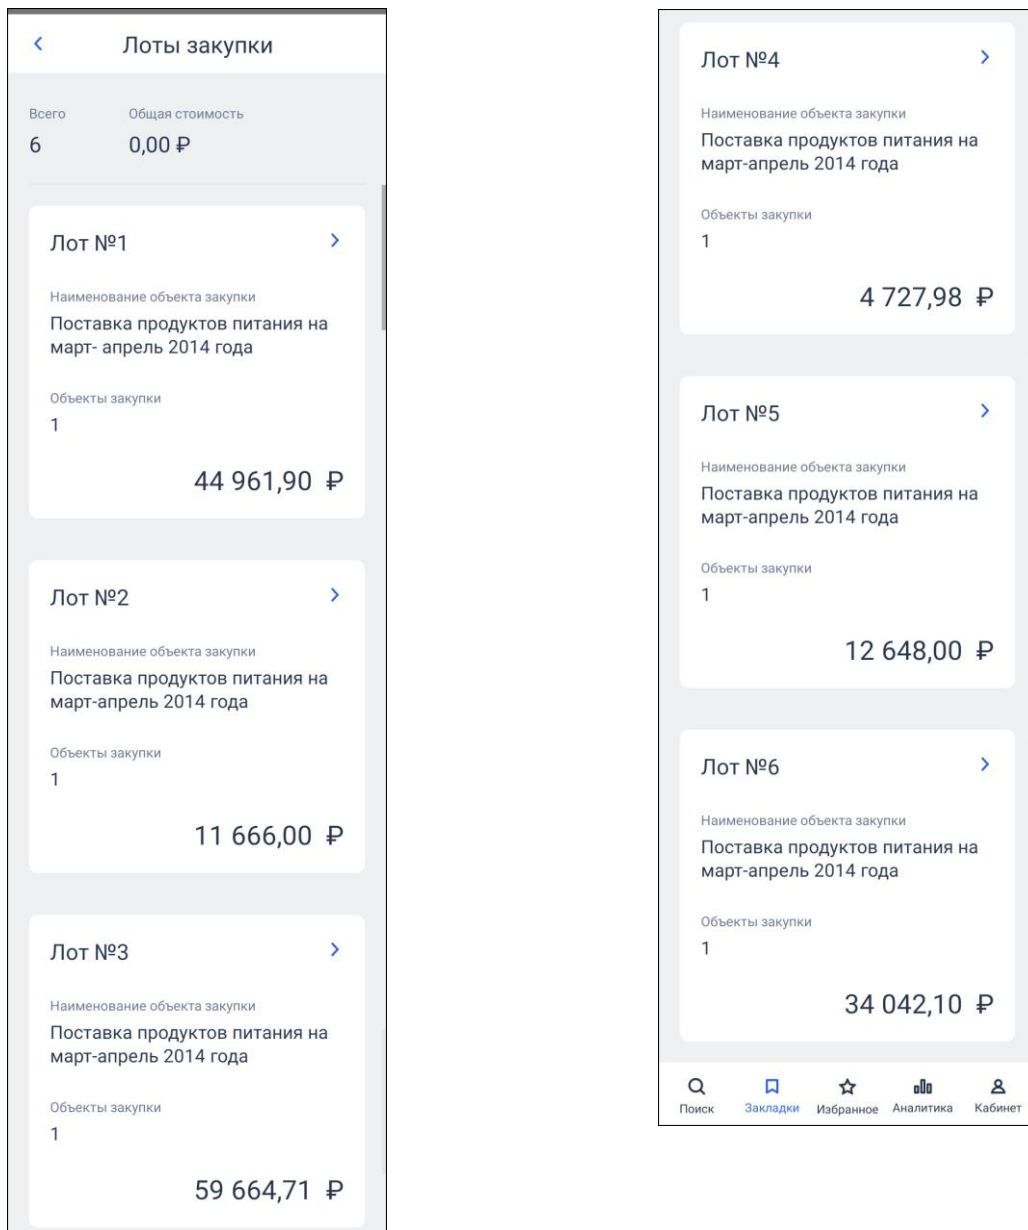 Лоты закупки
Всего Общая стоимость
6 0,00 ₽
Лот №1
Наименование объекта закупки
Поставка продуктов питания на
март- апрель 2014 года
Объекты закупки
1
44 961,90 ₽
Лот №2
Наименование объекта закупки
Поставка продуктов питания на
март-апрель 2014 года
Объекты закупки
1
11 666,00 ₽
Лот №3
Наименование объекта закупки
Поставка продуктов питания на
март-апрель 2014 года
Объекты закупки
1
59 664,71 ₽
Лот №4
Наименование объекта закупки
Поставка продуктов питания на
март-апрель 2014 года
Объекты закупки
1
4 727,98 ₽
Лот №5
Наименование объекта закупки
Поставка продуктов питания на
март-апрель 2014 года
Объекты закупки
1
12 648,00 ₽
Лот №6
Наименование объекта закупки
Поставка продуктов питания на
март-апрель 2014 года
Объекты закупки
1
34 042,10 ₽
Поиск Закладки Избранное Аналитика Кабинет